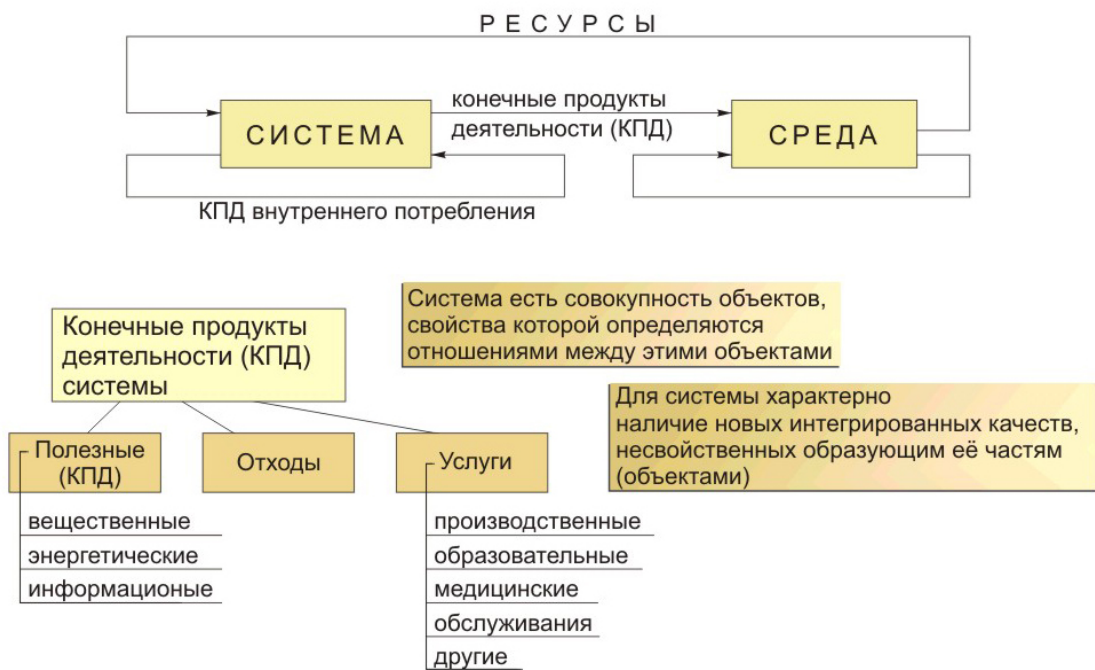 РЕСУРСЫ
СИСТЕМА
конечные продукты
деятельности (КПД)
СРЕДА
КПД внутреннего потребления
Конечные продукты
деятельности (КПД)
системы
Система есть совокупность объектов,
свойства которой определяются
отношениями между этими объектами
Для системы характерно
наличие новых интегрированных качеств,
несвойственных образующим её частям
(объектами)
Полезные
(КПД)
Отходы
Услуги
вещественные
энергетические
информационые
производственные
образовательные
медицинские
обслуживания
другие